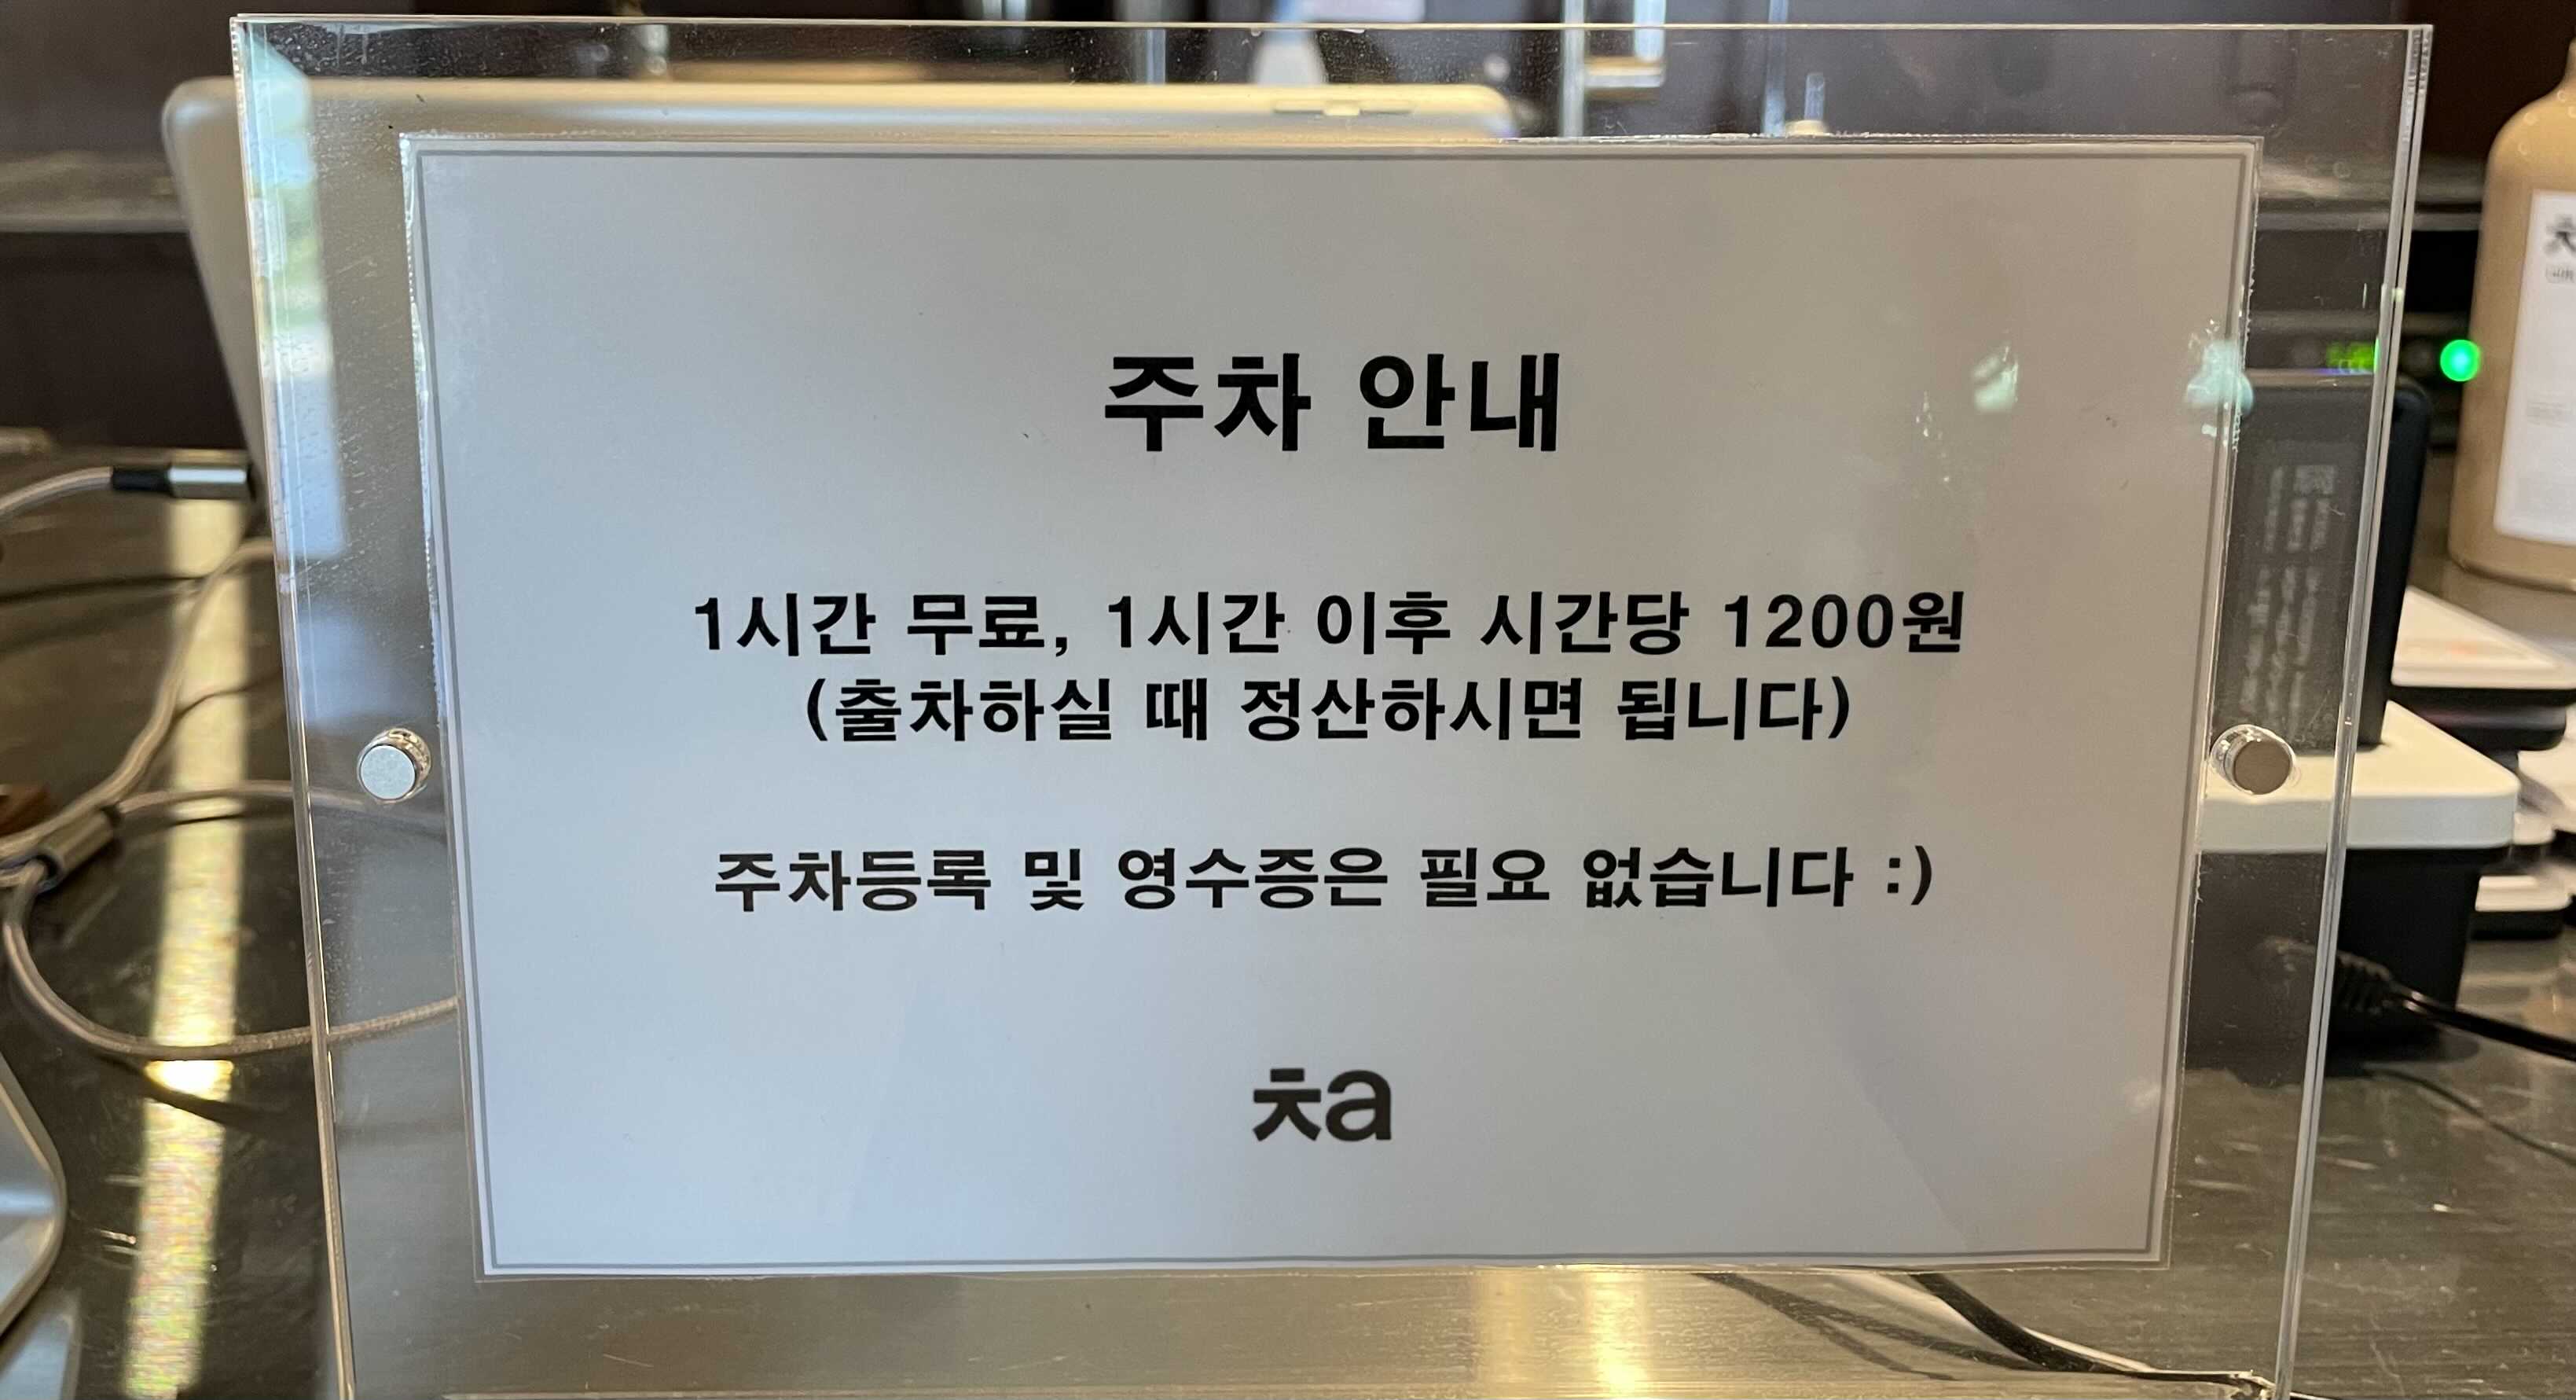 주차 안내
1시간 무료, 1시간 이후 시간당 1200원
(출차하실 때 정산하시면 됩니다)
주차등록 및 영수증은 필요 없습니다 :)
ㅊa